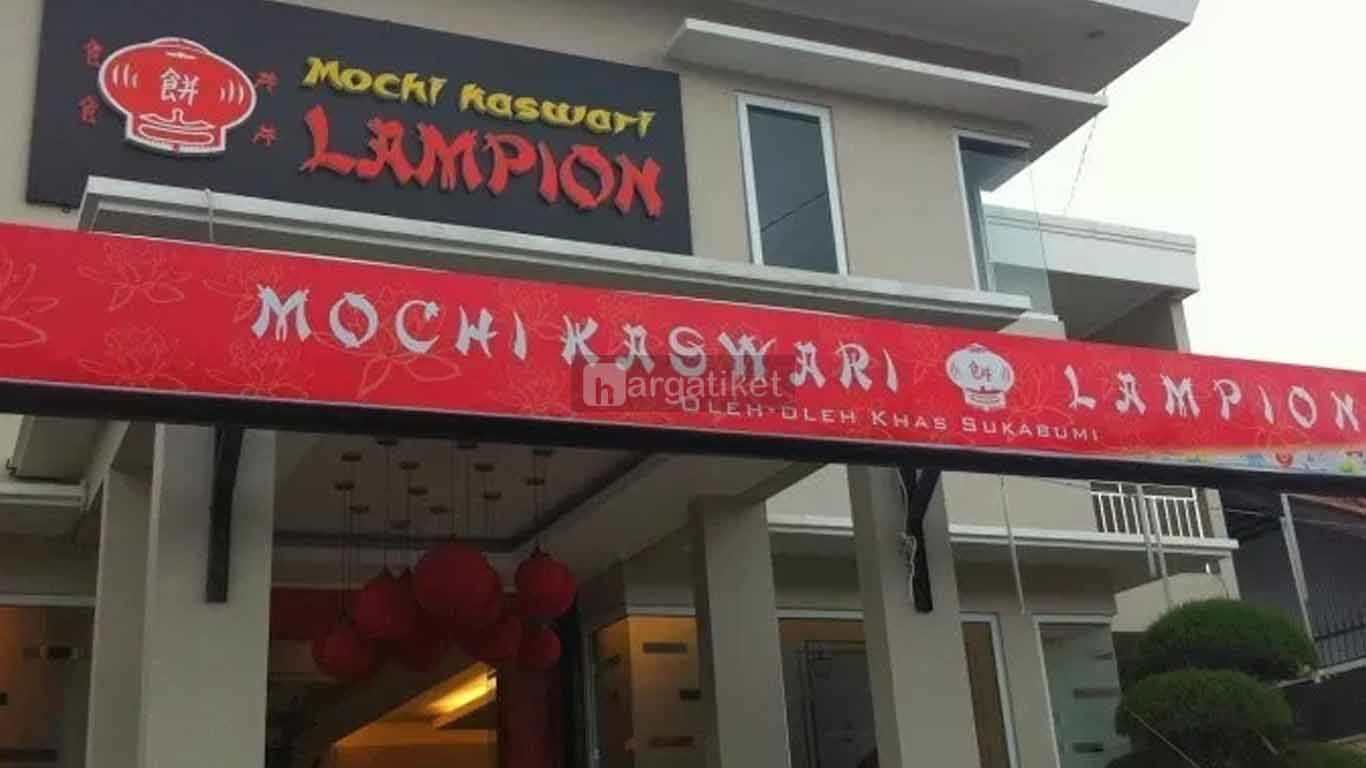 餅
Mochi Kaswari
LAMPION
MOCHI KASWARI 餅 LAMPION
OLEH-OLEH KHAS SUKABUMI
hargatiket